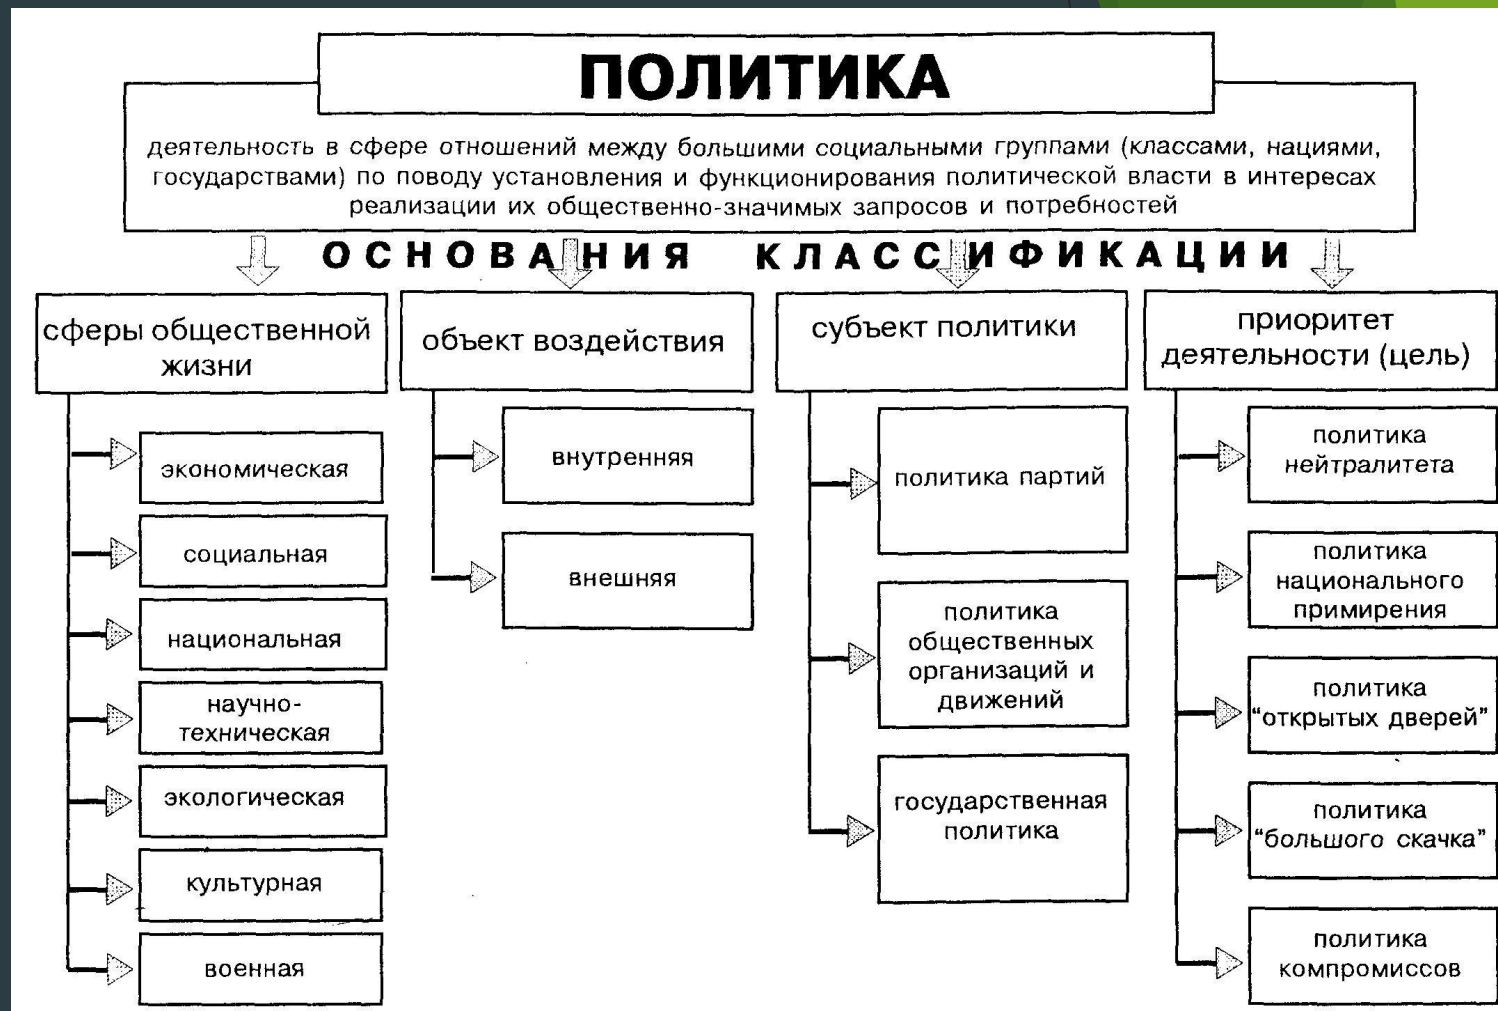 ПОЛИТИКА
деятельность в сфере отношений между большими социальными группами (классами, нациями,
государствами) по поводу установления и функционирования политической власти в интересах
реализации их общественно-значимых запросов и потребностей
ОСНОВАНИЯ КЛАССИФИКАЦИИ
сферы общественной
жизни
экономическая
социальная
национальная
научно-
техническая
экологическая
культурная
военная
объект воздействия
внутренняя
внешняя
субъект политики
политика партий
политика
общественных
организаций и
движений
государственная
политика
приоритет
деятельности (цель)
политика
нейтралитета
политика
национального
примирения
политика
“открытых дверей”
политика
“большого скачка”
политика
компромиссов